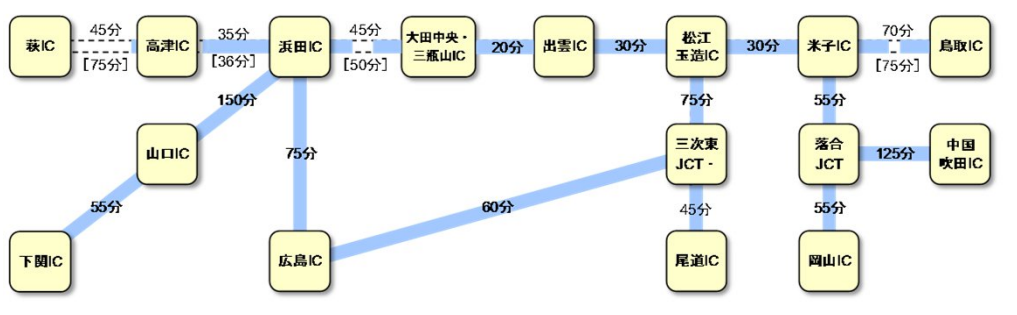 45分
35分
45分
70分
萩IC
高津IC
浜田IC
大田中央・
三瓶山IC
20分
出雲IC
30分
松江
玉造IC
30分
米子IC
鳥取IC
[75分]
[36分]
[50分]
[75分]
150分
75分
55分
山口IC
75分
三次東
JCT・
落合
JCT
125分
中国
吹田IC
55分
60分
45分
55分
下関IC
広島IC
尾道IC
岡山IC